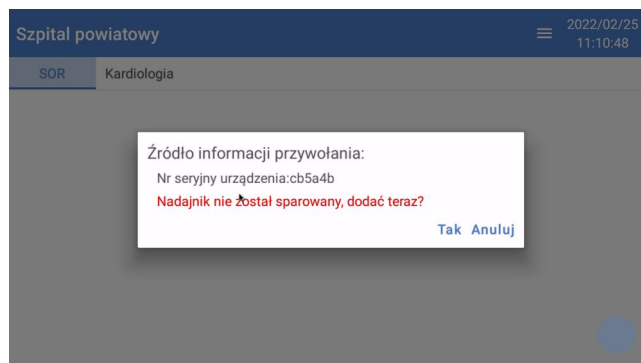 Szpital powiatowy
2022/02/25
11:10:48
SOR Kardiologia
Źródło informacji przywołania:
Nr seryjny urządzenia:cb5a4b
Nadajnik nie został sparowany, dodać teraz?
Tak Anuluj